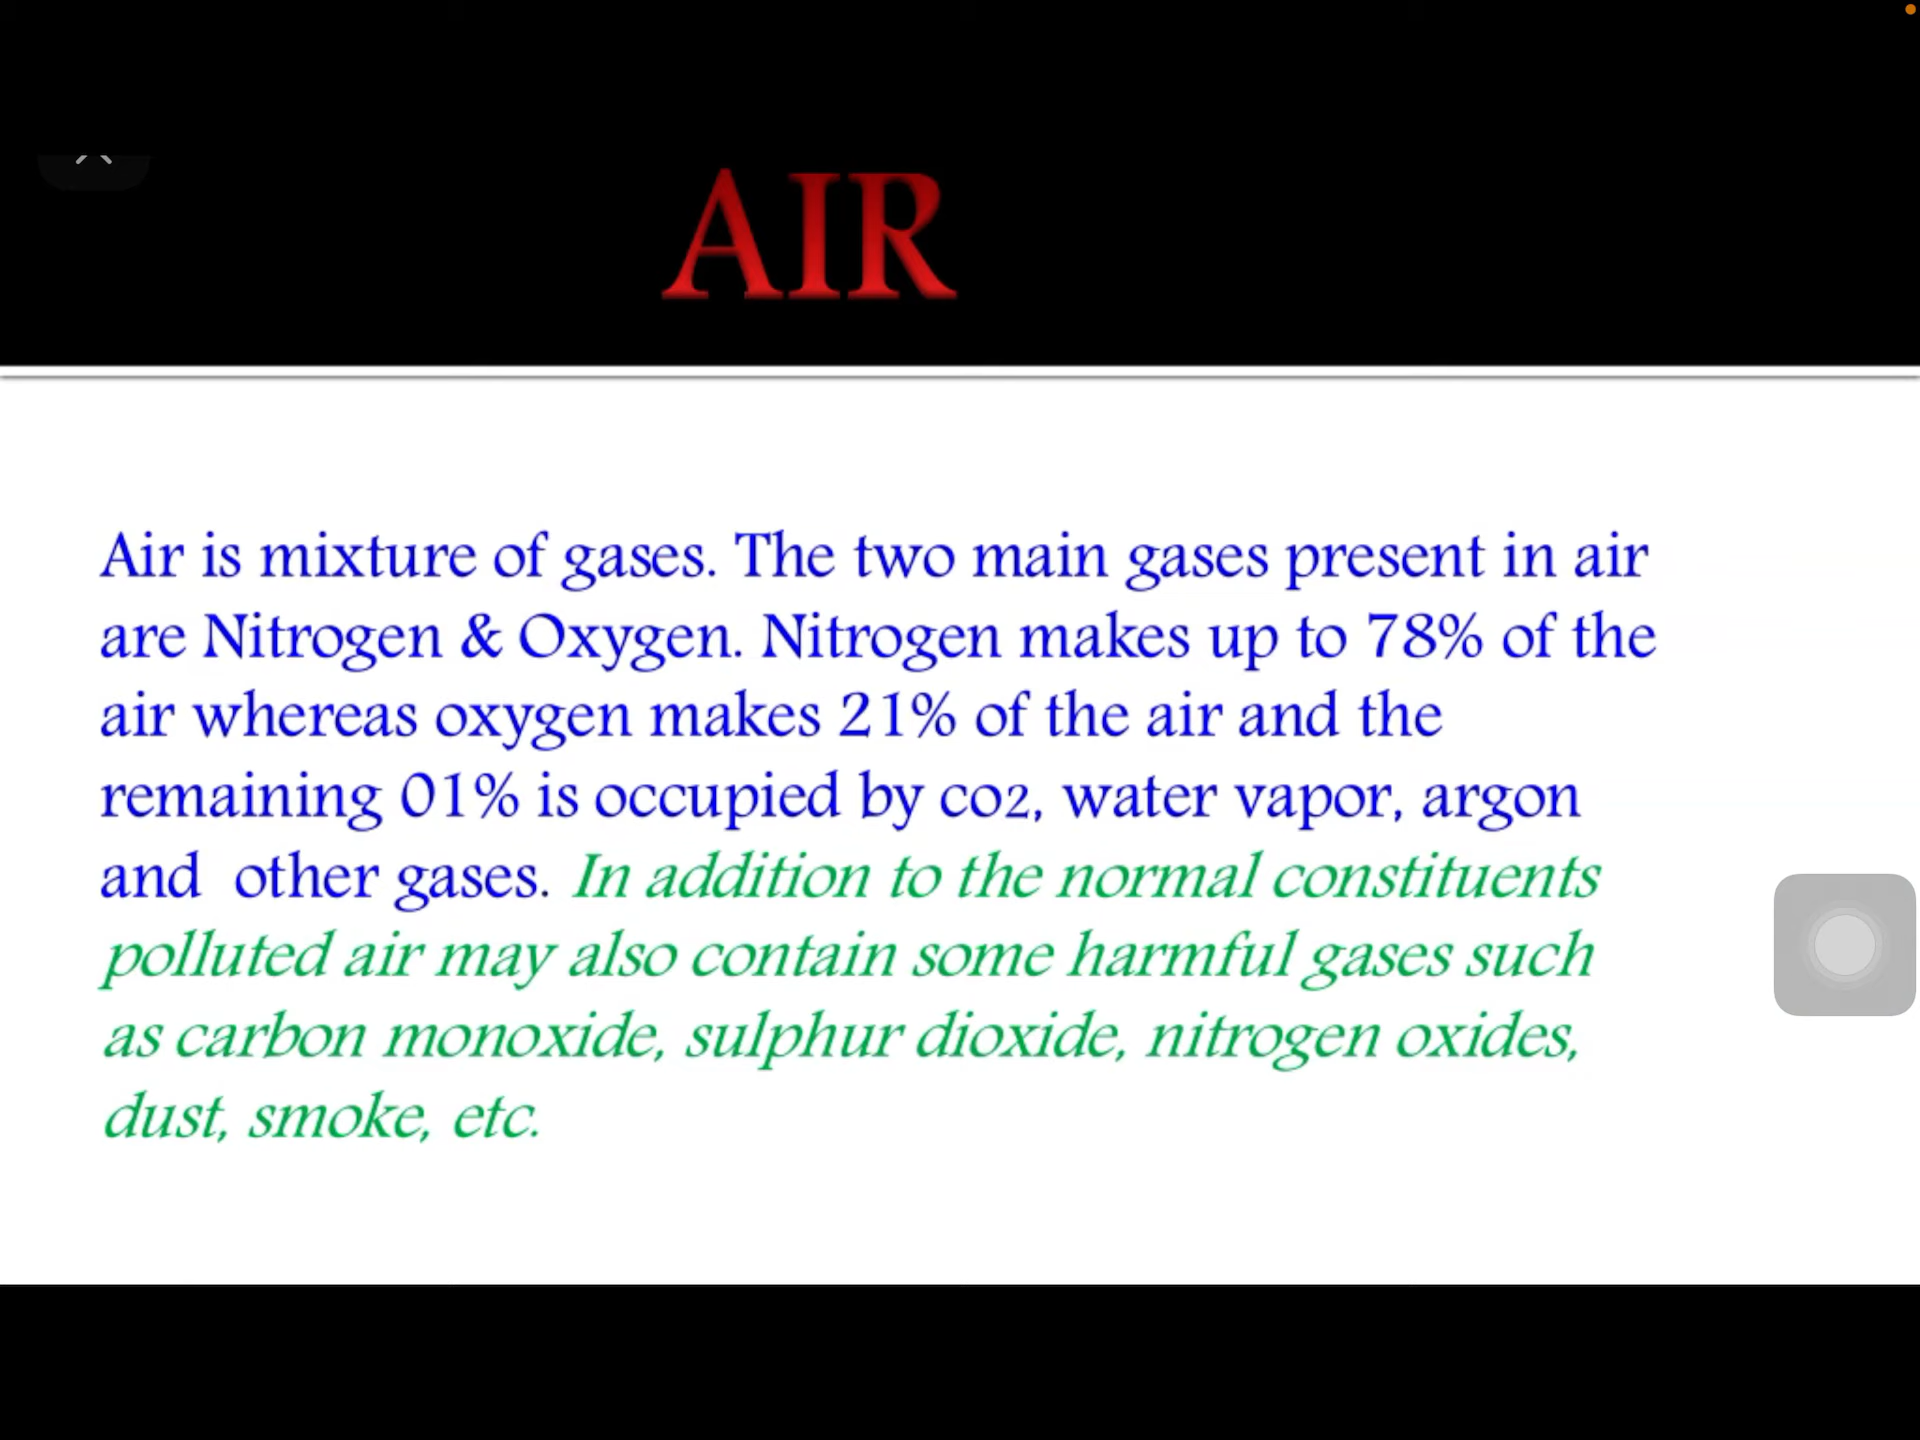 AIR
Air is mixture of gases. The two main gases present in air
are Nitrogen & Oxygen. Nitrogen makes up to 78% of the
air whereas oxygen makes 21% of the air and the
remaining 01% is occupied by co2, water vapor, argon
and other gases. In addition to the normal constituents
polluted air may also contain some harmful gases such
as carbon monoxide, sulphur dioxide, nitrogen oxides,
dust, smoke, etc.